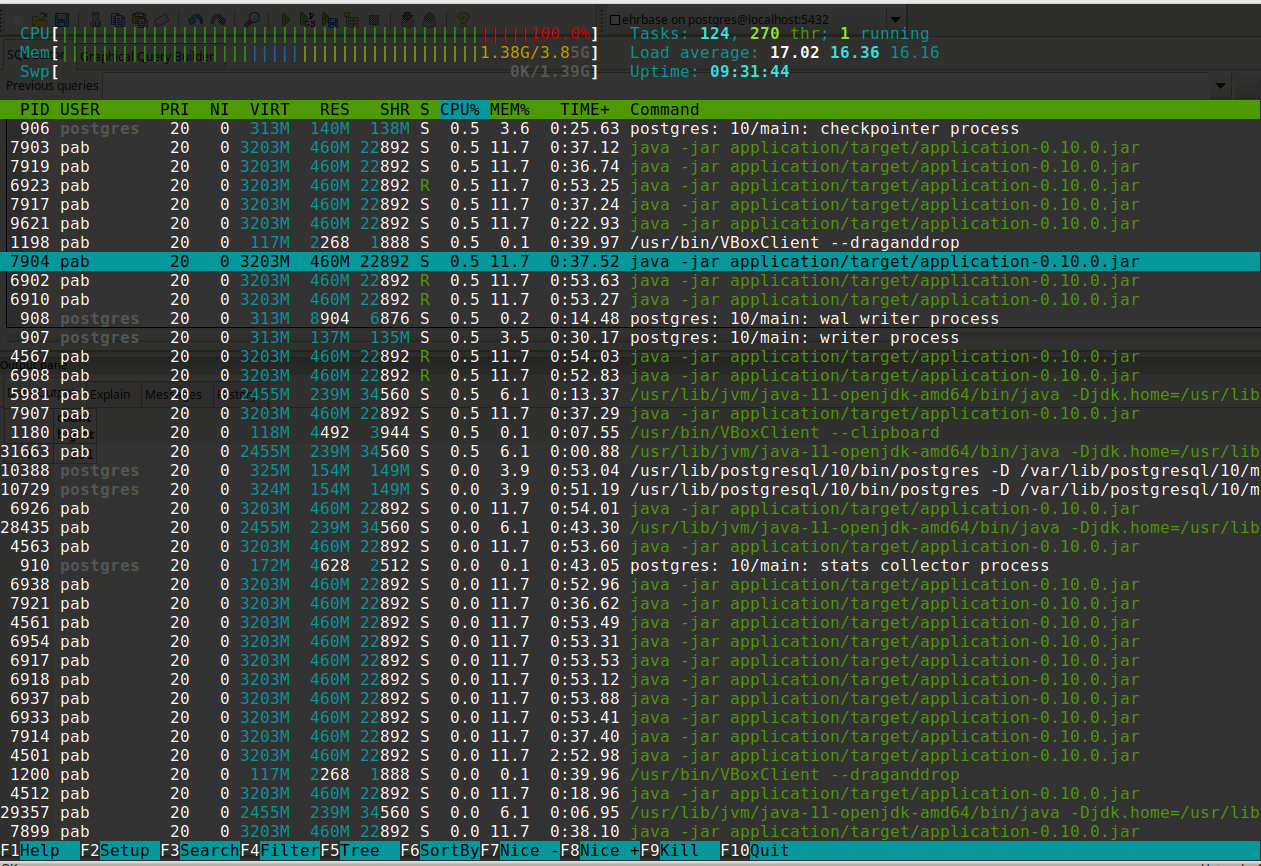 ehrbase on postgres@localhost:5432
CPU[100.0%] Tasks: 124, 270 thr; 1 running
Mem[1.38G/3.85G] Load average: 17.02 16.36 16.16
Swp[0K/1.39G] Uptime: 09:31:44
Graphical Query Builder
Previous queries
PID USER PRI NI VIRT RES SHR S CPU% MEM% TIME+ Command
906 postgres 20 0 313M 140M 138M S 0.5 3.6 0:25.63 postgres: 10/main: checkpointer process
7903 pab 20 0 3203M 460M 22892 S 0.5 11.7 0:37.12 java -jar application/target/application-0.10.0.jar
7919 pab 20 0 3203M 460M 22892 S 0.5 11.7 0:36.74 java -jar application/target/application-0.10.0.jar
6923 pab 20 0 3203M 460M 22892 R 0.5 11.7 0:53.25 java -jar application/target/application-0.10.0.jar
7917 pab 20 0 3203M 460M 22892 S 0.5 11.7 0:37.24 java -jar application/target/application-0.10.0.jar
9621 pab 20 0 3203M 460M 22892 S 0.5 11.7 0:22.93 java -jar application/target/application-0.10.0.jar
1198 pab 20 0 117M 2268 1888 S 0.5 0.1 0:39.97 /usr/bin/VBoxClient --draganddrop
7904 pab 20 0 3203M 460M 22892 S 0.5 11.7 0:37.52 java -jar application/target/application-0.10.0.jar
6902 pab 20 0 3203M 460M 22892 R 0.5 11.7 0:53.63 java -jar application/target/application-0.10.0.jar
6910 pab 20 0 3203M 460M 22892 R 0.5 11.7 0:53.27 java -jar application/target/application-0.10.0.jar
908 postgres 20 0 313M 8904 6876 S 0.5 0.2 0:14.48 postgres: 10/main: wal writer process
907 postgres 20 0 313M 137M 135M S 0.5 3.5 0:30.17 postgres: 10/main: writer process
4567 pab 20 0 3203M 460M 22892 R 0.5 11.7 0:54.03 java -jar application/target/application-0.10.0.jar
6908 pab 20 0 3203M 460M 22892 R 0.5 11.7 0:52.83 java -jar application/target/application-0.10.0.jar
5981 pab 20 0 2455M 239M 34560 S 0.5 6.1 0:13.37 /usr/lib/jvm/java-11-openjdk-amd64/bin/java -Djdk.home=/usr/lib
Explain
7907 pab 20 0 3203M 460M 22892 S 0.5 11.7 0:37.29 java -jar application/target/application-0.10.0.jar
1180 pab 20 0 118M 4492 3944 S 0.5 0.1 0:07.55 /usr/bin/VBoxClient --clipboard
31663 pab 20 0 2455M 239M 34560 S 0.5 6.1 0:00.88 /usr/lib/jvm/java-11-openjdk-amd64/bin/java -Djdk.home=/usr/lib
10388 postgres 20 0 325M 154M 149M S 0.0 3.9 0:53.04 /usr/lib/postgresql/10/bin/postgres -D /var/lib/postgresql/10/m
10729 postgres 20 0 324M 154M 149M S 0.0 3.9 0:51.19 /usr/lib/postgresql/10/bin/postgres -D /var/lib/postgresql/10/m
6926 pab 20 0 3203M 460M 22892 S 0.0 11.7 0:54.01 java -jar application/target/application-0.10.0.jar
28435 pab 20 0 2455M 239M 34560 S 0.0 6.1 0:43.30 /usr/lib/jvm/java-11-openjdk-amd64/bin/java -Djdk.home=/usr/lib
4563 pab 20 0 3203M 460M 22892 S 0.0 11.7 0:53.60 java -jar application/target/application-0.10.0.jar
910 postgres 20 0 172M 4628 2512 S 0.0 0.1 0:43.05 postgres: 10/main: stats collector process
6938 pab 20 0 3203M 460M 22892 S 0.0 11.7 0:52.96 java -jar application/target/application-0.10.0.jar
7921 pab 20 0 3203M 460M 22892 S 0.0 11.7 0:36.62 java -jar application/target/application-0.10.0.jar
4561 pab 20 0 3203M 460M 22892 S 0.0 11.7 0:53.49 java -jar application/target/application-0.10.0.jar
6954 pab 20 0 3203M 460M 22892 S 0.0 11.7 0:53.31 java -jar application/target/application-0.10.0.jar
6917 pab 20 0 3203M 460M 22892 S 0.0 11.7 0:53.53 java -jar application/target/application-0.10.0.jar
6918 pab 20 0 3203M 460M 22892 S 0.0 11.7 0:53.12 java -jar application/target/application-0.10.0.jar
6937 pab 20 0 3203M 460M 22892 S 0.0 11.7 0:53.88 java -jar application/target/application-0.10.0.jar
6933 pab 20 0 3203M 460M 22892 S 0.0 11.7 0:53.41 java -jar application/target/application-0.10.0.jar
7914 pab 20 0 3203M 460M 22892 S 0.0 11.7 0:37.40 java -jar application/target/application-0.10.0.jar
4501 pab 20 0 3203M 460M 22892 S 0.0 11.7 2:52.98 java -jar application/target/application-0.10.0.jar
1200 pab 20 0 117M 2268 1888 S 0.0 0.1 0:39.96 /usr/bin/VBoxClient --draganddrop
4512 pab 20 0 3203M 460M 22892 S 0.0 11.7 0:18.96 java -jar application/target/application-0.10.0.jar
29357 pab 20 0 2455M 239M 34560 S 0.0 6.1 0:06.95 /usr/lib/jvm/java-11-openjdk-amd64/bin/java -Djdk.home=/usr/lib
7899 pab 20 0 3203M 460M 22892 S 0.0 11.7 0:38.10 java -jar application/target/application-0.10.0.jar
F1Help F2Setup F3SearchF4FilterF5Tree F6SortByF7Nice -F8Nice +F9Kill F10Quit